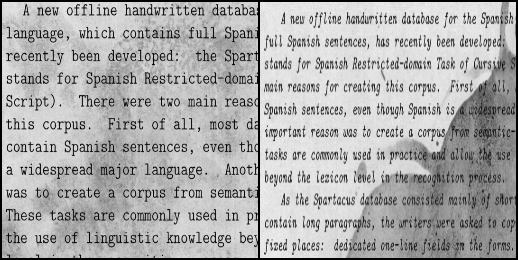 A new offline handwritten databas
language, which contains full Spani
recently been developed: the Spart
stands for Spanish Restricted-domai
Script). There were two main reaso
this corpus. First of all, most da
contain Spanish sentences, even tho
a widespread major language. Anoth
was to create a corpus from semanti
These tasks are commonly used in pr
the use of linguistic knowledge bey
A new offline handwritten database for the Spanish
full Spanish sentences, has recently been developed:
stands for Spanish Restricted-domain Task of Cursive S
main reasons for creating this corpus. First of all,
Spanish sentences, even though Spanish is a widespread
important reason was to create a corpus from semantic-
tasks are commonly used in practice and allow the use
beyond the lexicon level in the recognition process.
As the Spartacus database consisted mainly of short
contain long paragraphs, the writers were asked to cop
fixed places: dedicated one-line fields in the forms.